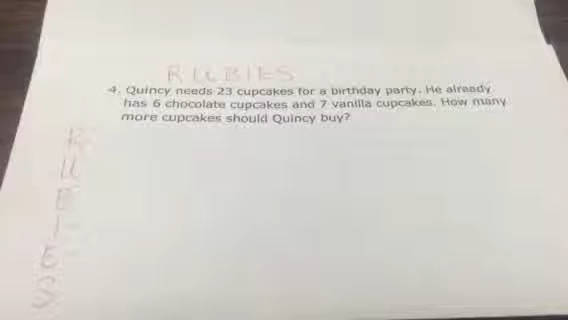 RUBIES
4. Quincy needs 23 cupcakes for a birthday party. He already
has 6 chocolate cupcakes and 7 vanilla cupcakes. How many
more cupcakes should Quincy buy?
R
U
B
I
E
S